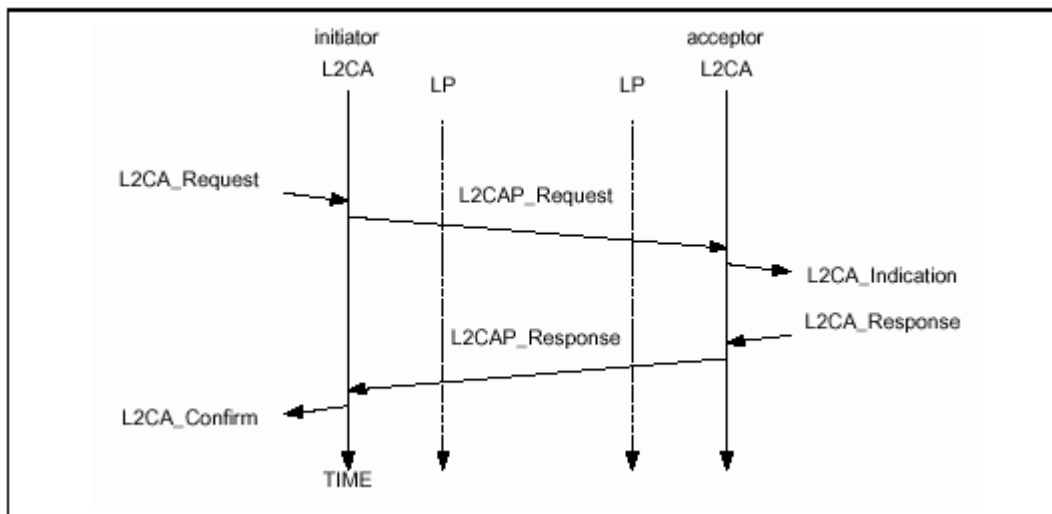 initiator
acceptor
L2CA
LP
LP
L2CA
L2CA_Request
L2CAP_Request
L2CA_Indication
L2CAP_Response
L2CA_Response
L2CA_Confirm
TIME